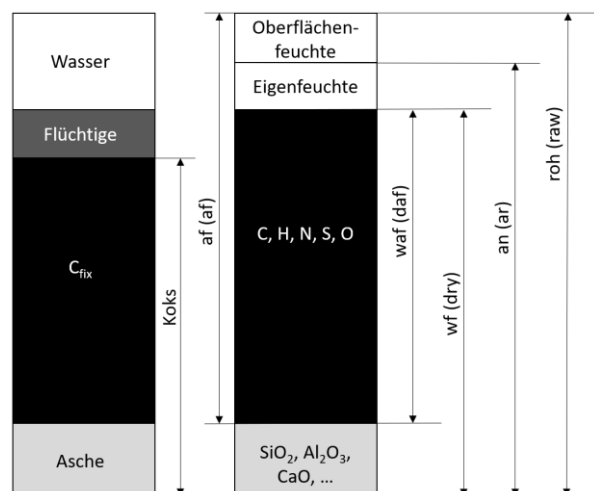 Wasser
Flüchtige
C_fix
Asche
Koks
af (af)
Oberflächen-
feuchte
Eigenfeuchte
C, H, N, S, O
SiO₂, Al₂O₃,
CaO, ...
waf (daf)
wf (dry)
an (ar)
roh (raw)